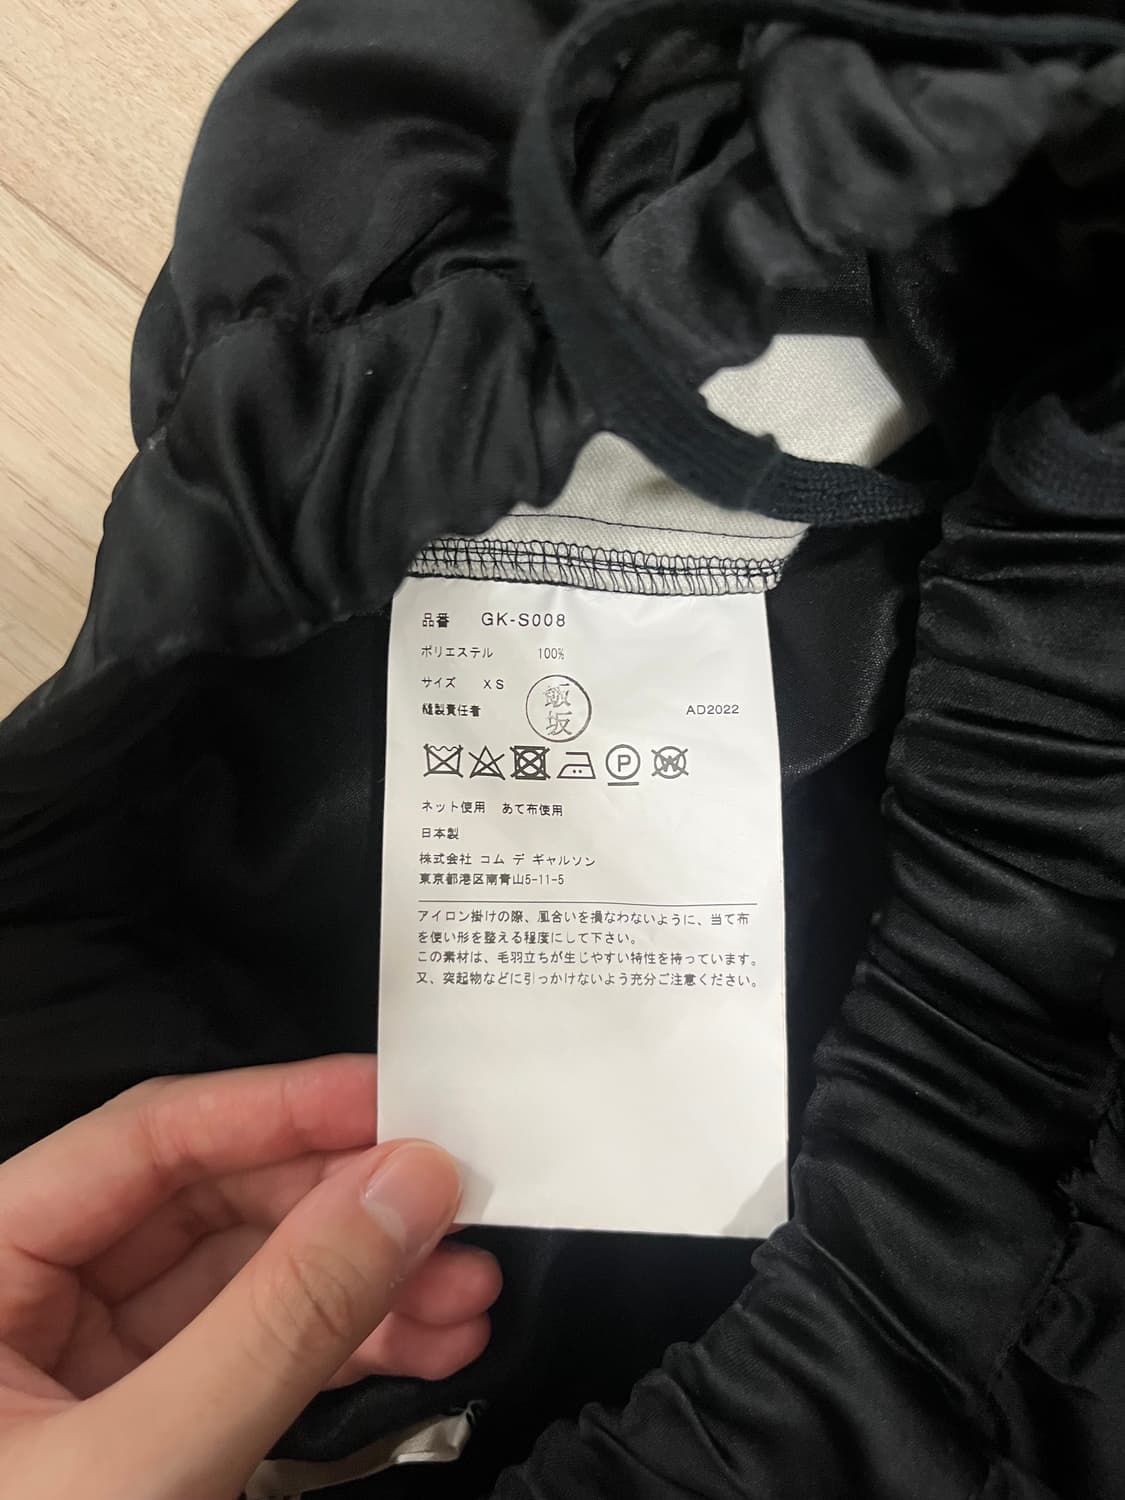 品番 GK-S008
ポリエステル 100%
サイズ XS
縫製責任者 飯坂 AD2022
P W
ネット使用 あて布使用
日本製
株式会社 コム デ ギャルソン
東京都港区南青山5-11-5
アイロン掛けの際、風合いを損なわないように、当て布
を使い形を整える程度にして下さい。
この素材は、毛羽立ちが生じやすい特性を持っています。
又、突起物などに引っかけないよう充分ご注意ください。